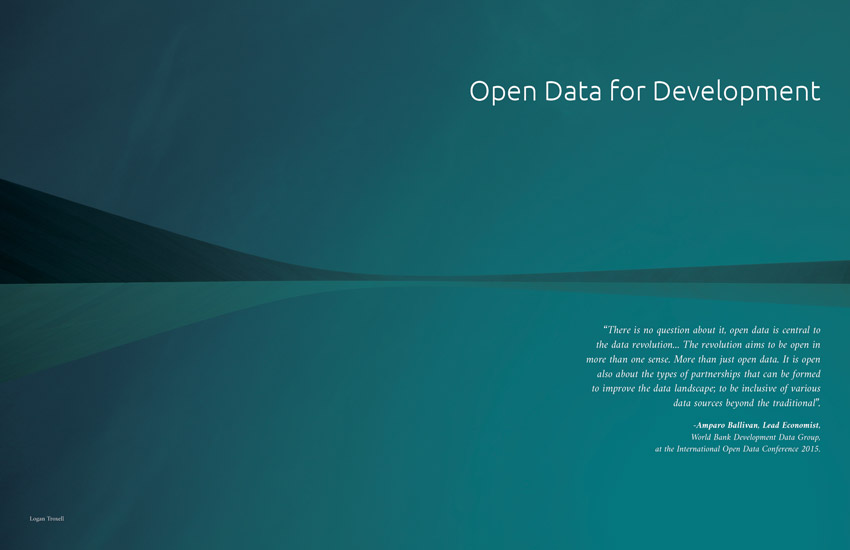 Open Data for Development
“There is no question about it, open data is central to
the data revolution... The revolution aims to be open in
more than one sense. More than just open data. It is open
also about the types of partnerships that can be formed
to improve the data landscape; to be inclusive of various
data sources beyond the traditional”.
-Amparo Ballivan, Lead Economist,
World Bank Development Data Group,
at the International Open Data Conference 2015.
Logan Troxell